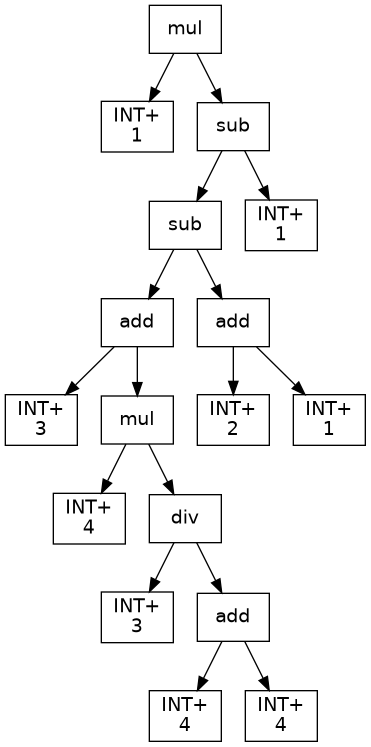 mul
INT+
1
sub
sub
INT+
1
add
add
INT+
3
mul
INT+
2
INT+
1
INT+
4
div
INT+
3
add
INT+
4
INT+
4